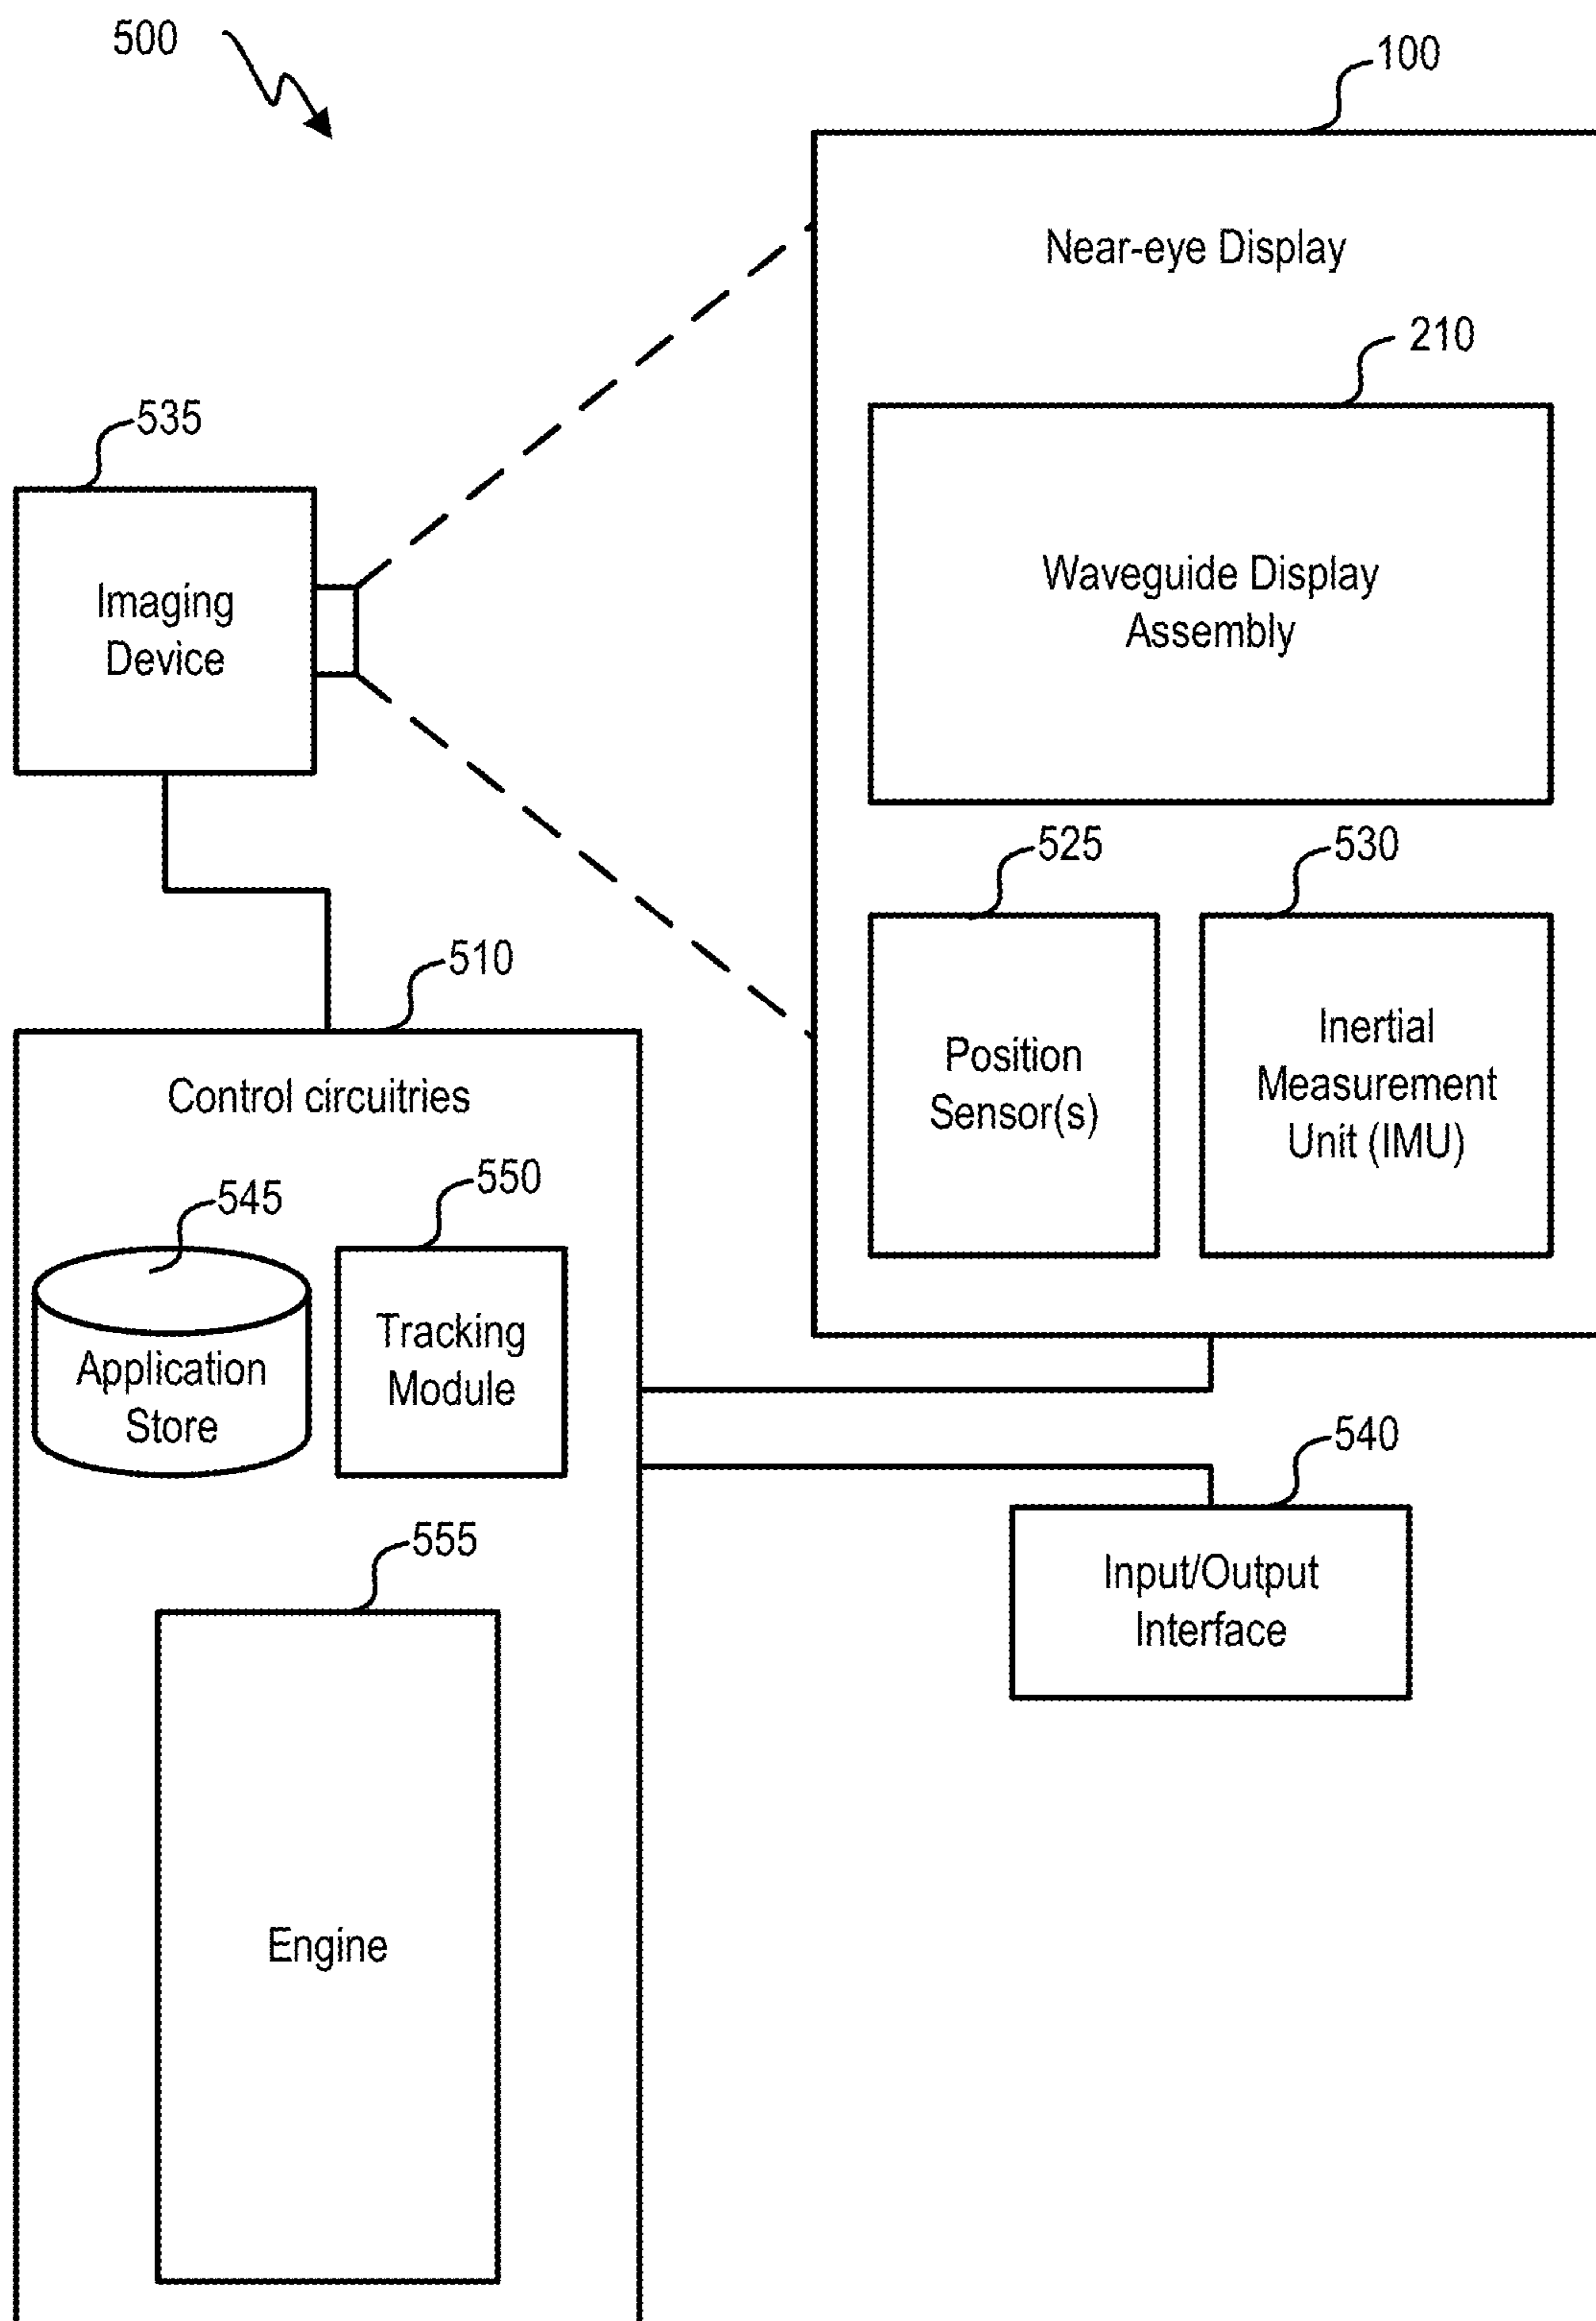 500
100
Near-eye Display
210
Waveguide Display
Assembly
535
Imaging
Device
525
530
Position
Sensor(s)
Inertial
Measurement
Unit (IMU)
510
Control circuitries
545
550
Application
Store
Tracking
Module
540
Input/Output
Interface
555
Engine